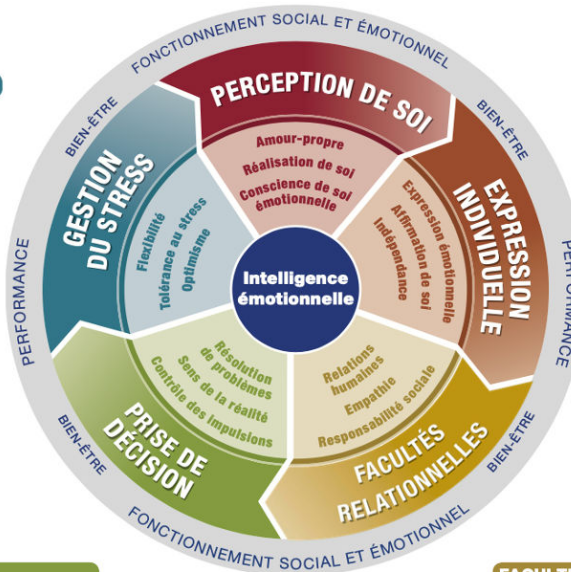 FONCTIONNEMENT SOCIAL ET ÉMOTIONNEL
BIEN-ÊTRE
BIEN-ÊTRE
PERFORMANCE
PERFORMANCE
BIEN-ÊTRE
BIEN-ÊTRE
FONCTIONNEMENT SOCIAL ET ÉMOTIONNEL
PERCEPTION DE SOI
Amour-propre
Réalisation de soi
Conscience de soi
émotionnelle
EXPRESSION
INDIVIDUELLE
Expression émotionnelle
Affirmation de soi
Indépendance
FACULTÉS
RELATIONNELLES
Relations
humaines
Empathie
Responsabilité sociale
PRISE DE
DÉCISION
Résolution
de problèmes
Sens de la réalité
Contrôle des impulsions
GESTION
DU STRESS
Flexibilité
Tolérance au stress
Optimisme
Intelligence
émotionnelle